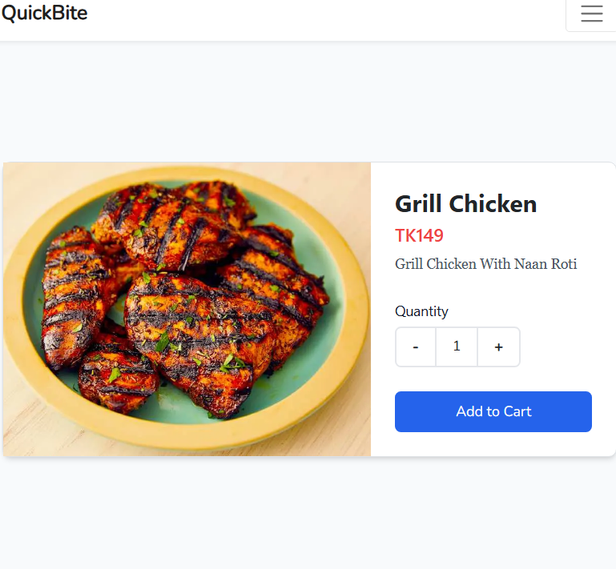 QuickBite
Grill Chicken
TK149
Grill Chicken With Naan Roti
Quantity
- 1 +
Add to Cart